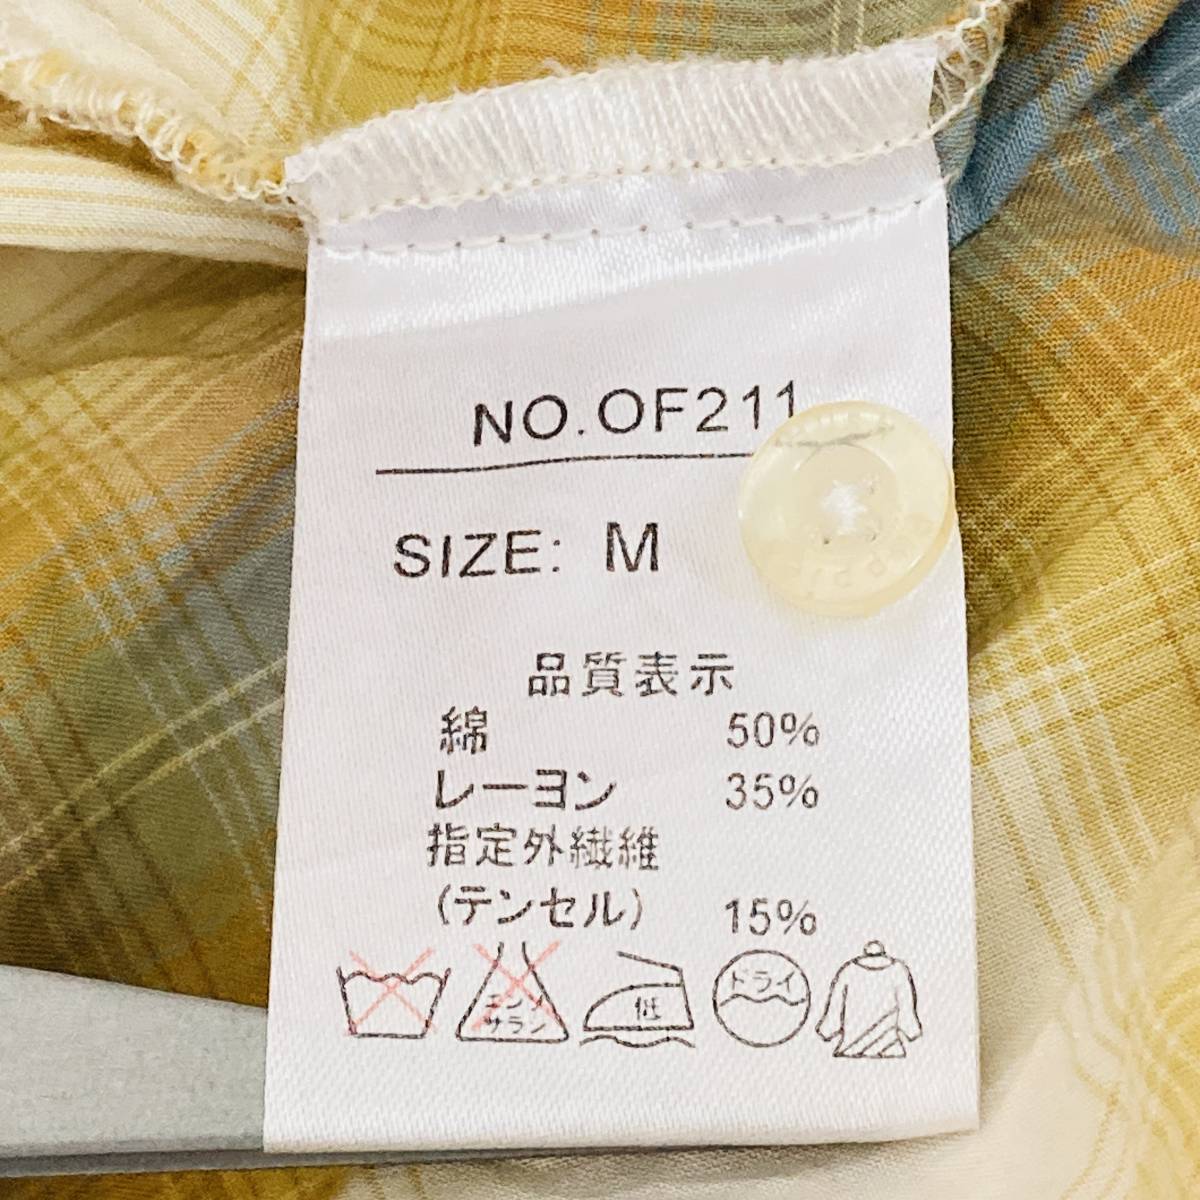 NO.OF211
SIZE: M
品質表示
綿 50%
レーヨン 35%
指定外繊維
(テンセル) 15%
エンソ
サラシ
低
ドライ